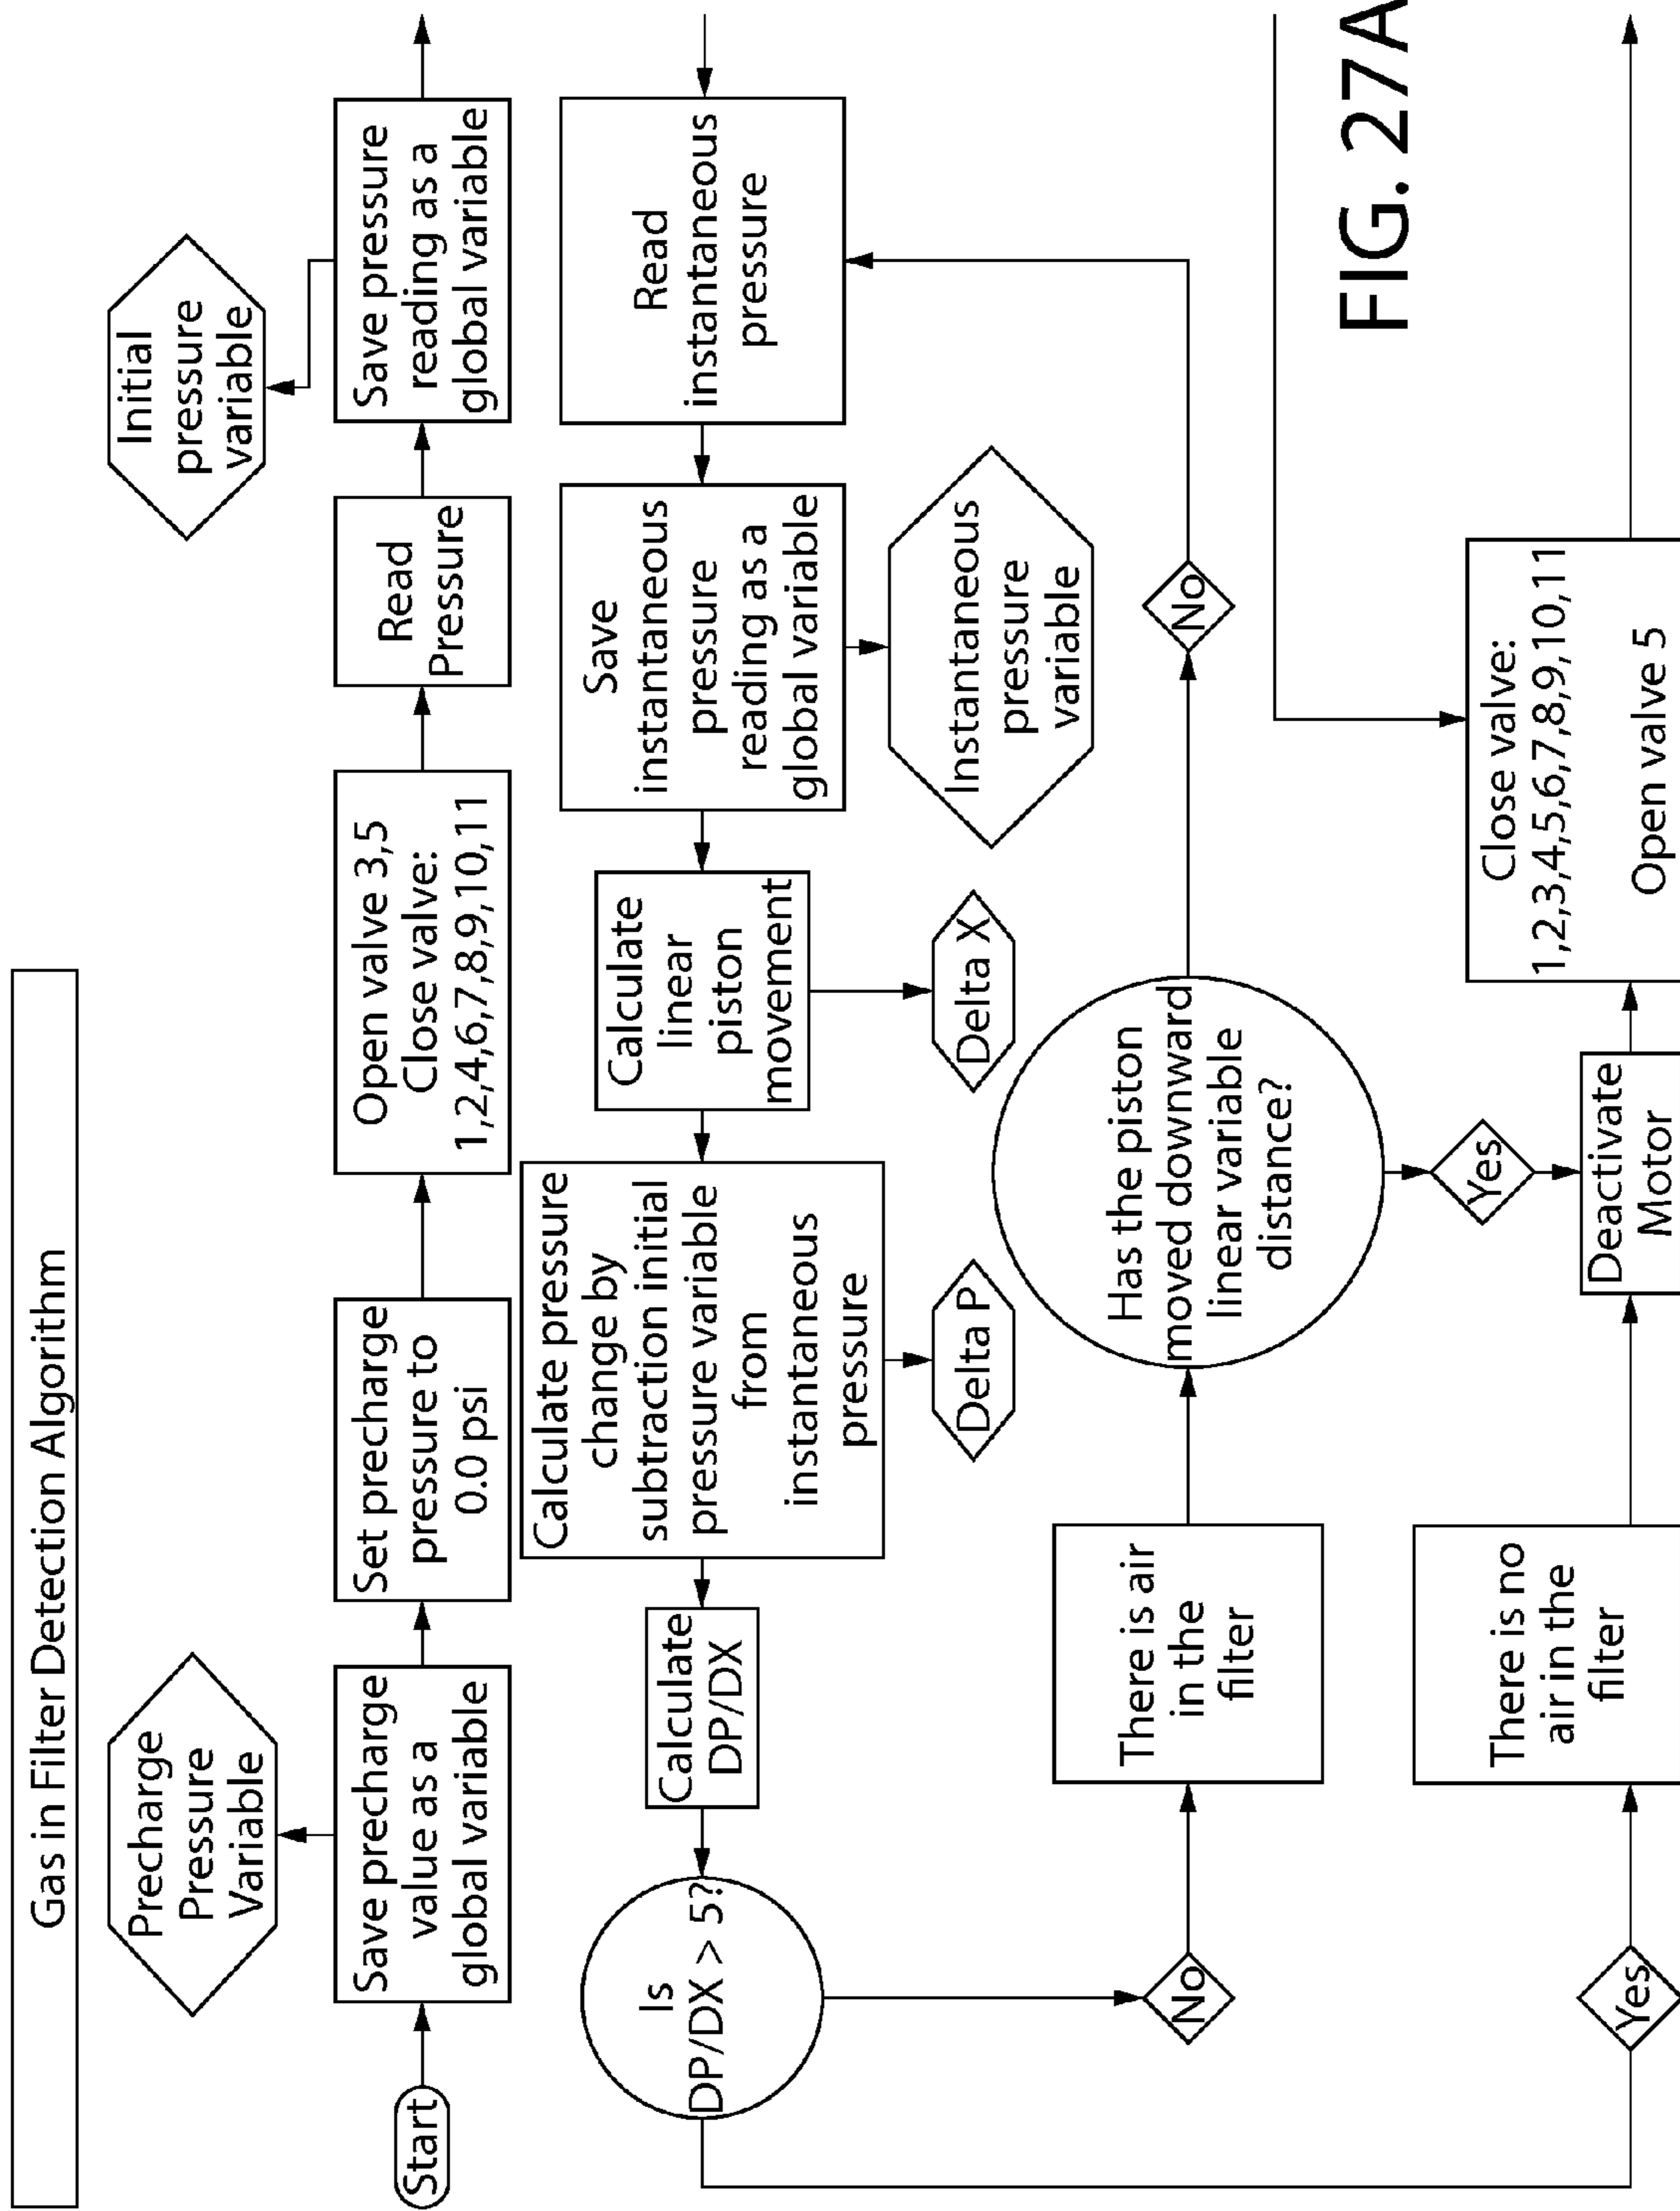 Gas in Filter Detection Algorithm
Precharge
Pressure
Variable
Initial
pressure
variable
Start
Save precharge
value as a
global variable
Set precharge
pressure to
0.0 psi
Open valve 3,5
Close valve:
1,2,4,6,7,8,9,10,11
Read
Pressure
Save pressure
reading as a
global variable
Read
instantaneous
pressure
Save
instantaneous
pressure
reading as a
global variable
Instantaneous
pressure
variable
Calculate
linear
piston
movement
Delta X
Calculate pressure
change by
subtraction initial
pressure variable
from
instantaneous
pressure
Delta P
Calculate
DP/DX
Is
DP/DX > 5?
No
There is air
in the
filter
Has the piston
moved downward
linear variable
distance?
No
Yes
Yes
There is no
air in the
filter
Deactivate
Motor
Close valve:
1,2,3,4,5,6,7,8,9,10,11
Open valve 5
FIG. 27A